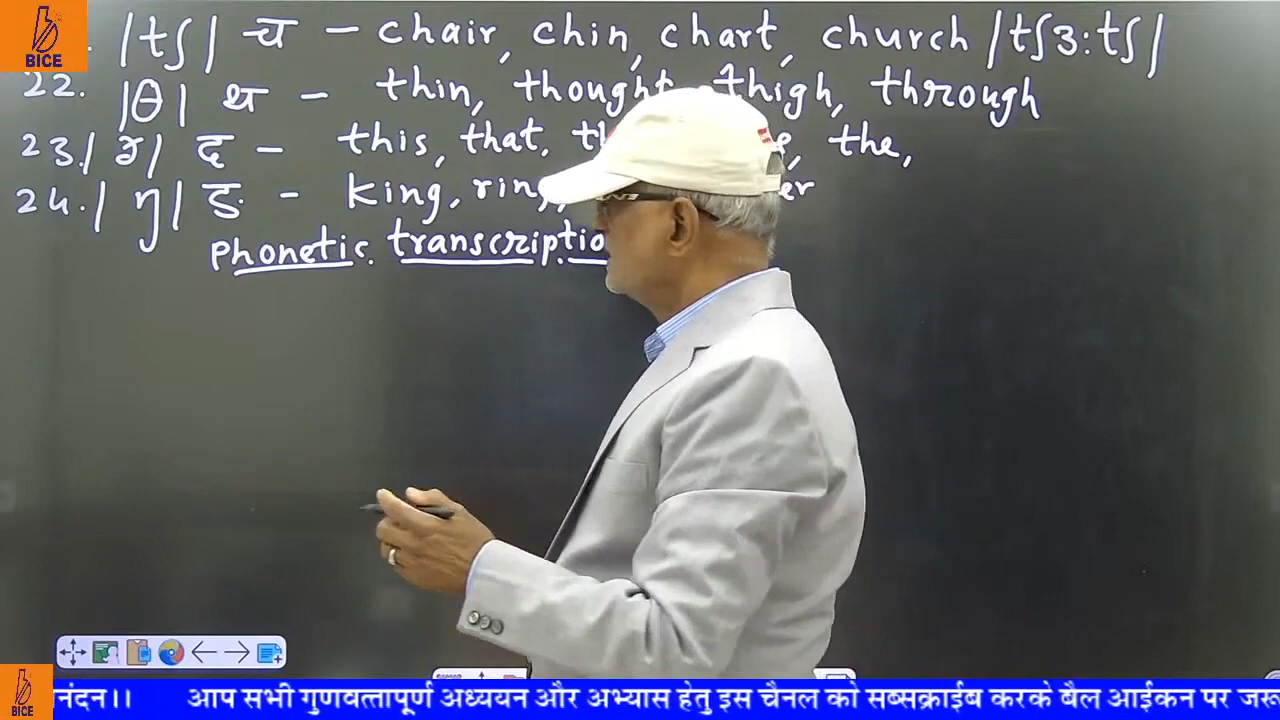 BICE
. |tʃ| च – chair, chin, chart, church |tʃɜ:tʃ|
22. |θ| थ – thin, thought, thigh, through
23. |ð| द – this, that, the,
24. |ŋ| ङ – king, ring,
Phonetic transcriptio
BICE
नंदन।। आप सभी गुणवत्तापूर्ण अध्ययन और अभ्यास हेतु इस चैनल को सब्सक्राईब करके बैल आईकन पर जरू